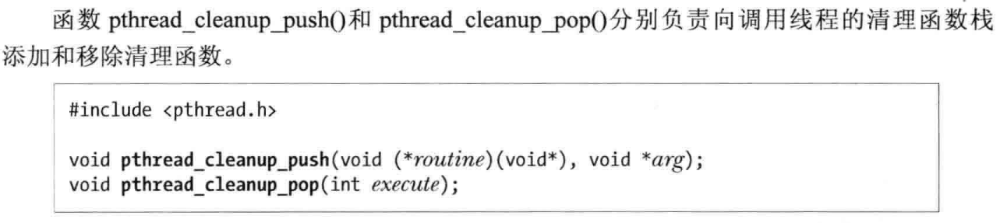 函数 pthread_cleanup_push()和 pthread_cleanup_pop()分别负责向调用线程的清理函数栈
添加和移除清理函数。
#include <pthread.h>
void pthread_cleanup_push(void (*routine)(void*), void *arg);
void pthread_cleanup_pop(int execute);